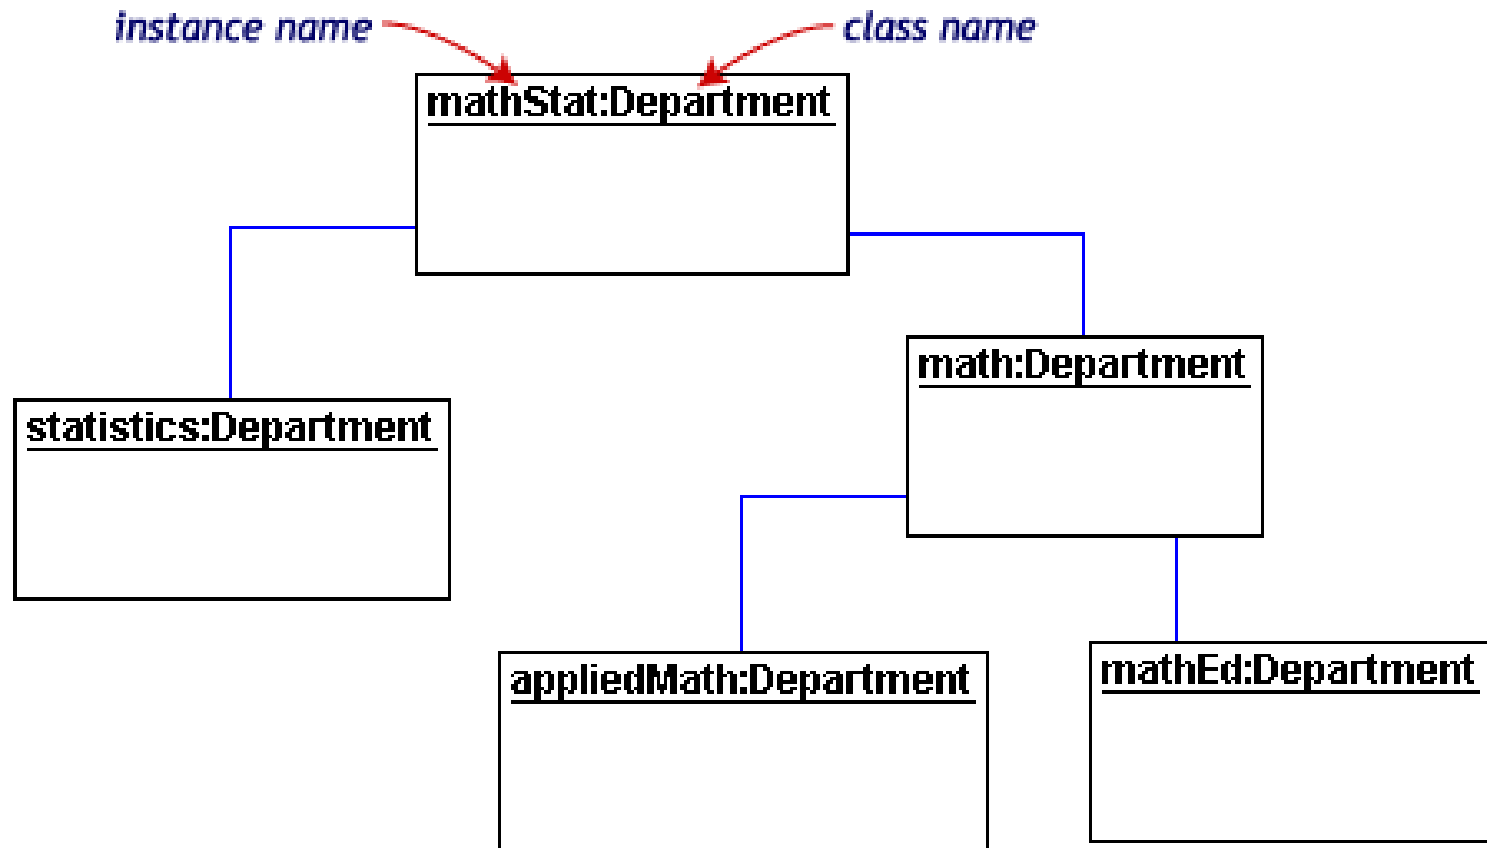 instance name
class name
mathStat:Department
math:Department
statistics:Department
appliedMath:Department
mathEd:Department